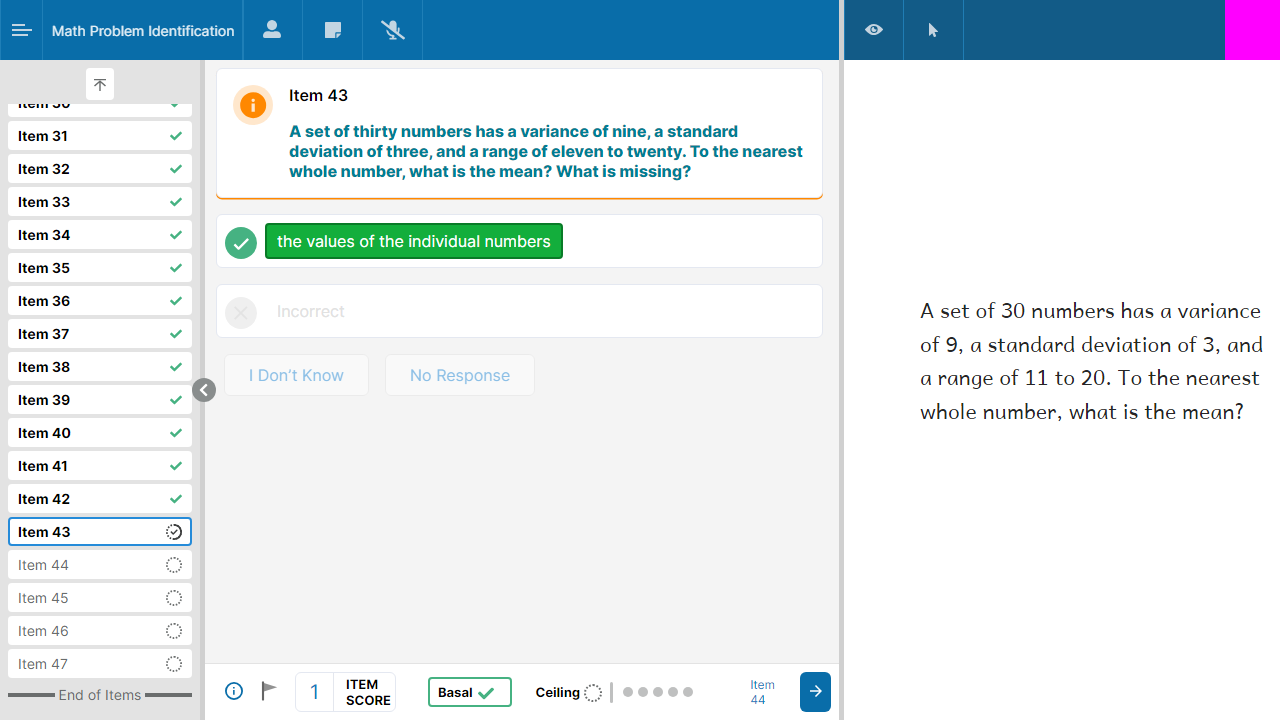 Math Problem Identification
Item 30
Item 31
Item 32
Item 33
Item 34
Item 35
Item 36
Item 37
Item 38
Item 39
Item 40
Item 41
Item 42
Item 43
Item 44
Item 45
Item 46
Item 47
End of Items
Item 43
A set of thirty numbers has a variance of nine, a standard
deviation of three, and a range of eleven to twenty. To the nearest
whole number, what is the mean? What is missing?
the values of the individual numbers
Incorrect
I Don't Know
No Response
1
ITEM
SCORE
Basal
Ceiling
Item
44
A set of 30 numbers has a variance
of 9, a standard deviation of 3, and
a range of 11 to 20. To the nearest
whole number, what is the mean?